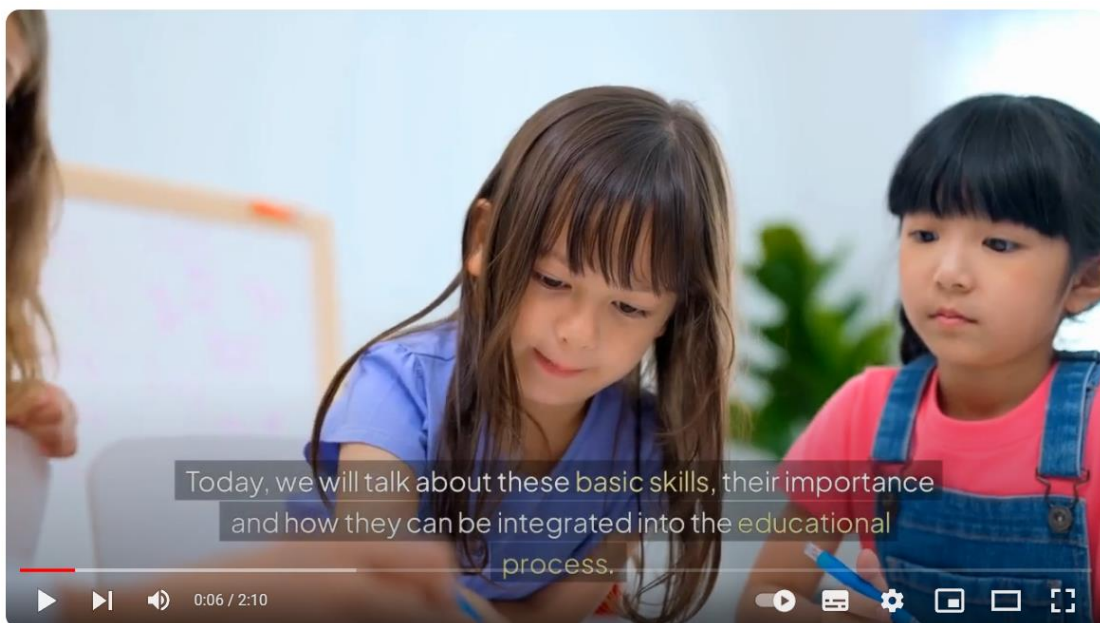 Today, we will talk about these basic skills, their importance
and how they can be integrated into the educational
process.
0:06 / 2:10